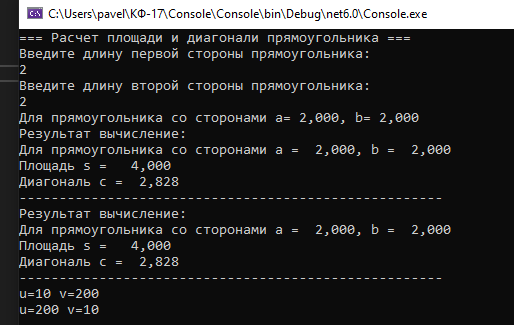 C:\Users\pavel\КФ-17\Console\Console\bin\Debug\net6.0\Console.exe
=== Расчет площади и диагонали прямоугольника ===
Введите длину первой стороны прямоугольника:
2
Введите длину второй стороны прямоугольника:
2
Для прямоугольника со сторонами a= 2,000, b= 2,000
Результат вычисление:
Для прямоугольника со сторонами a =  2,000, b =  2,000
Площадь s =   4,000
Диагональ c =  2,828
------------------------------------------------------
Результат вычисление:
Для прямоугольника со сторонами a =  2,000, b =  2,000
Площадь s =   4,000
Диагональ c =  2,828
------------------------------------------------------
u=10 v=200
u=200 v=10